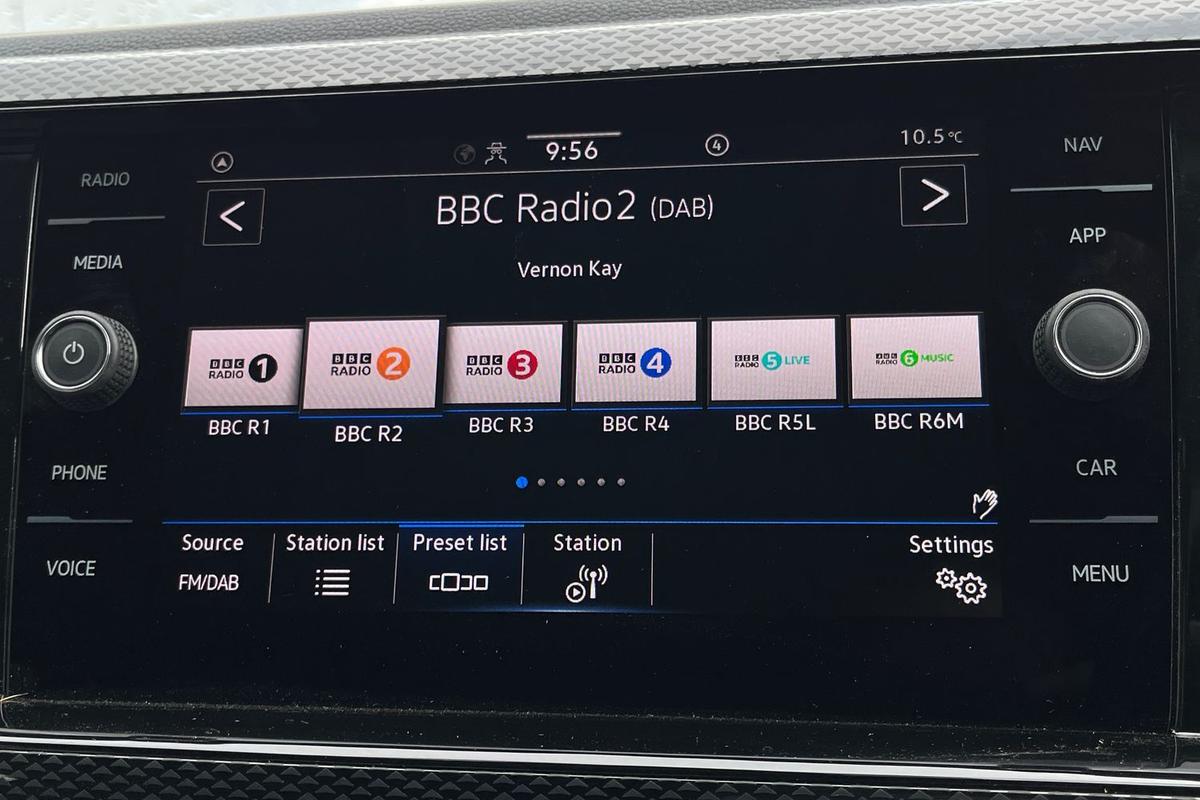 RADIO
MEDIA
PHONE
VOICE
9:56
4
10.5°C
BBC Radio2 (DAB)
Vernon Kay
BBC RADIO 1
BBC RADIO 2
BBC RADIO 3
BBC RADIO 4
BBC RADIO 5 LIVE
BBC RADIO 6 MUSIC
BBC R1
BBC R2
BBC R3
BBC R4
BBC R5L
BBC R6M
Source
FM/DAB
Station list
Preset list
Station
Settings
NAV
APP
CAR
MENU